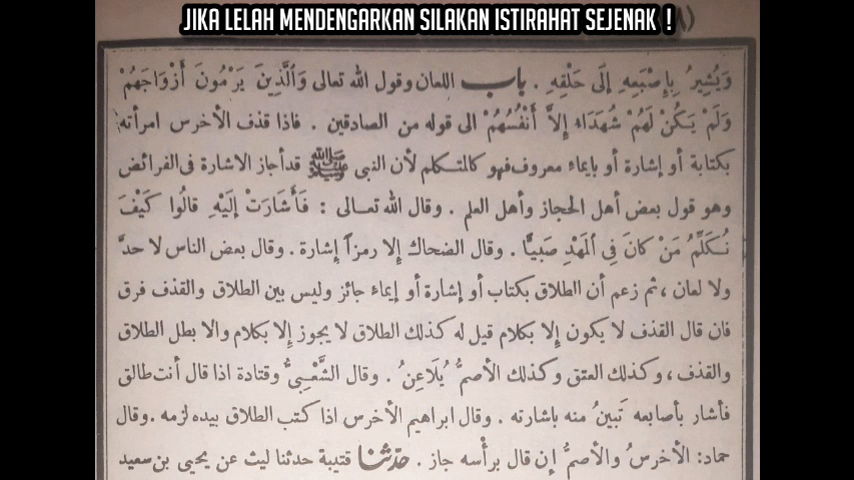 JIKA LELAH MENDENGARKAN SILAKAN ISTIRAHAT SEJENAK !
وَيُشِيرُ بِإِصْبَعِهِ إِلَى حَلْقِهِ . باب اللعان وقول الله تعالى وَالَّذِينَ يَرْمُونَ أَزْوَاجَهُمْ
وَلَمْ يَكُنْ لَهُمْ شُهَدَاءُ إِلاَّ أَنْفُسُهُمْ الى قوله من الصادقين . فاذا قذف الأخرس امرأته
بكتابة أو إشارة أو بإيماء معروف فهو كالمتكلم لأن النبي ﷺ قد أجاز الاشارة في الفرائض
وهو قول بعض أهل الحجاز وأهل العلم . وقال الله تعالى : فَأَشَارَتْ إِلَيْهِ قَالُوا كَيْفَ
نُكَلِّمُ مَنْ كَانَ فِي الْمَهْدِ صَبِيًّا . وقال الضحاك إلا رمزاً إشارة . وقال بعض الناس لا حدَّ
ولا لعان ، ثم زعم أن الطلاق بكتاب أو إشارة أو إيماء جائز وليس بين الطلاق والقذف فرق
فان قال القذف لا يكون إلا بكلام قيل له كذلك الطلاق لا يجوز إلا بكلام والا بطل الطلاق
والقذف ، وكذلك العتق وكذلك الأصمُّ يُلَاعِنُ . وقال الشَّعْبِيُّ وقتادة اذا قال أنت طالق
فأشار بأصابعه تَبِينُ منه باشارته . وقال ابراهيم الأخرس اذا كتب الطلاق بيده لزمه . وقال
حماد: الأخرسُ والأصمُّ إن قال برأسه جاز . حدّثنا قتيبة حدثنا ليث عن يحيى بن سعيد